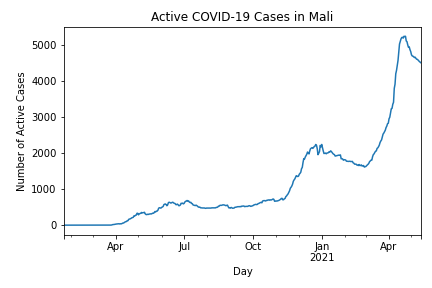 Active COVID-19 Cases in Mali
Number of Active Cases
5000
4000
3000
2000
1000
0
Apr
Jul
Oct
Jan
2021
Apr
Day